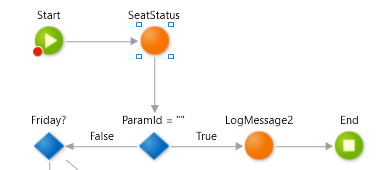 Start
SeatStatus
Friday?
ParamId = ""
LogMessage2
End
False
True